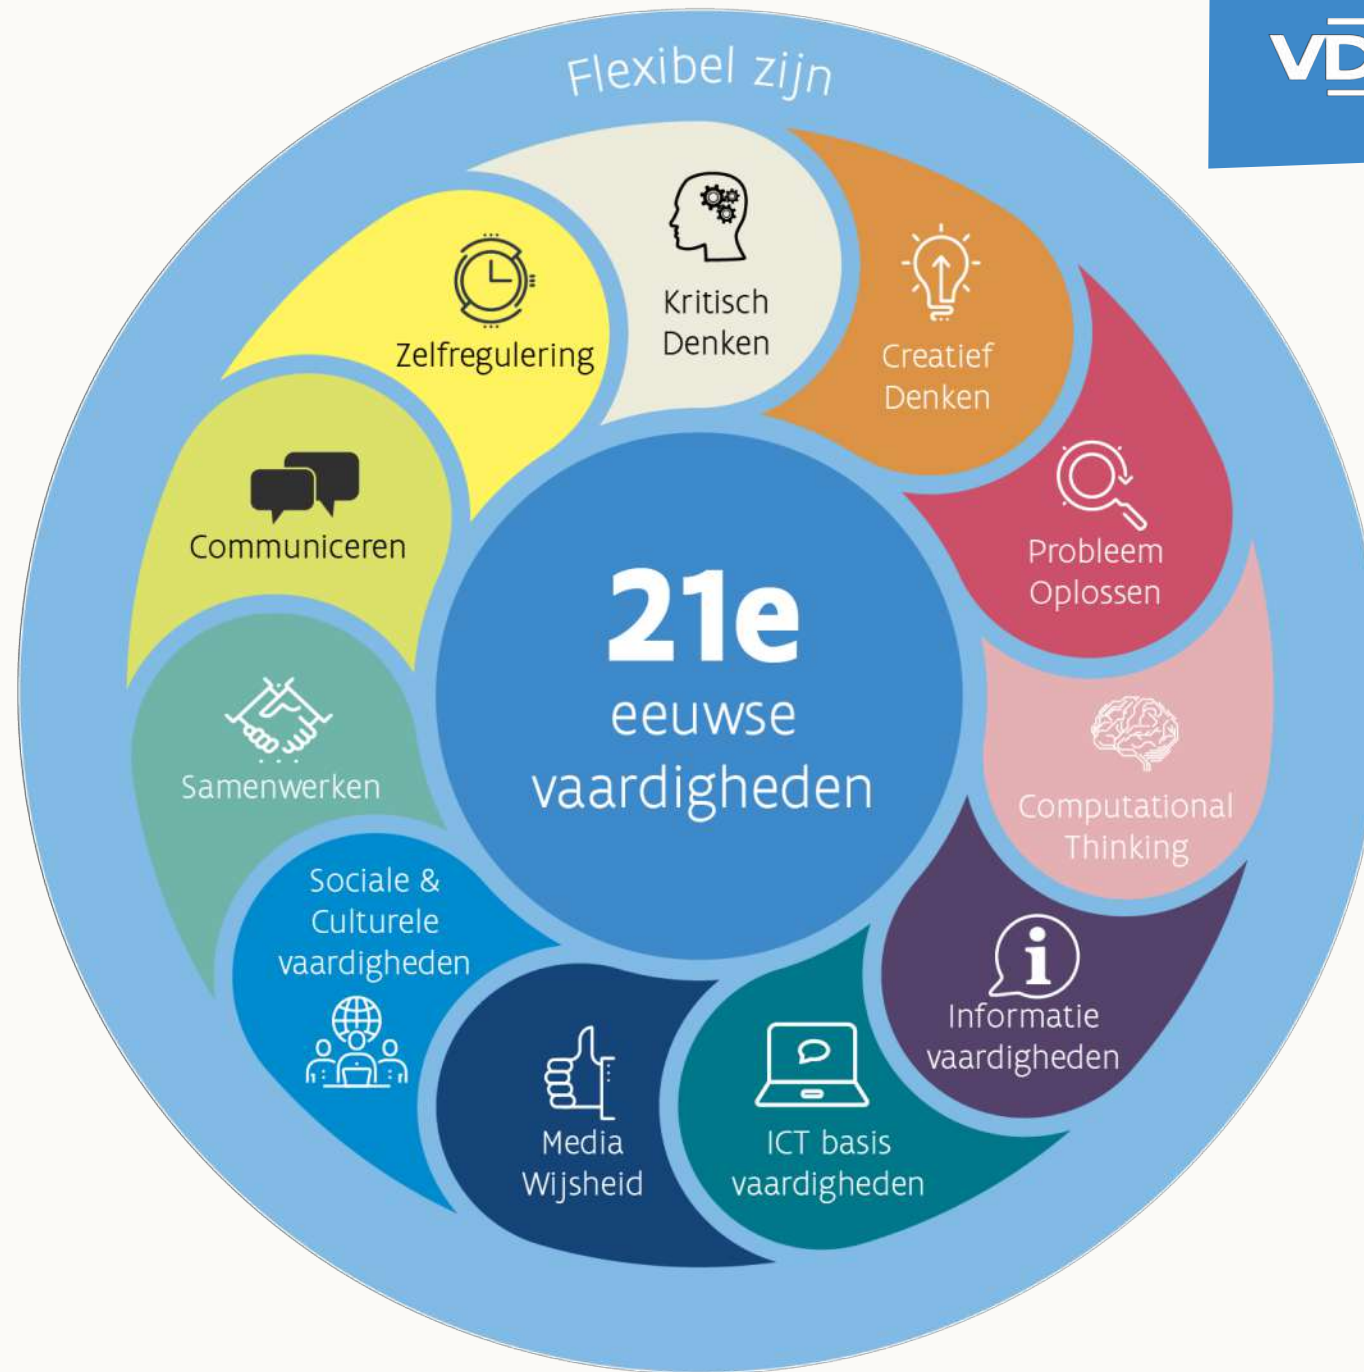 Flexibel zijn
VD
Kritisch
Denken
Creatief
Denken
Probleem
Oplossen
Computational
Thinking
Informatie
vaardigheden
ICT basis
vaardigheden
Media
Wijsheid
Sociale &
Culturele
vaardigheden
Samenwerken
Communiceren
Zelfregulering
21e
eeuwse
vaardigheden